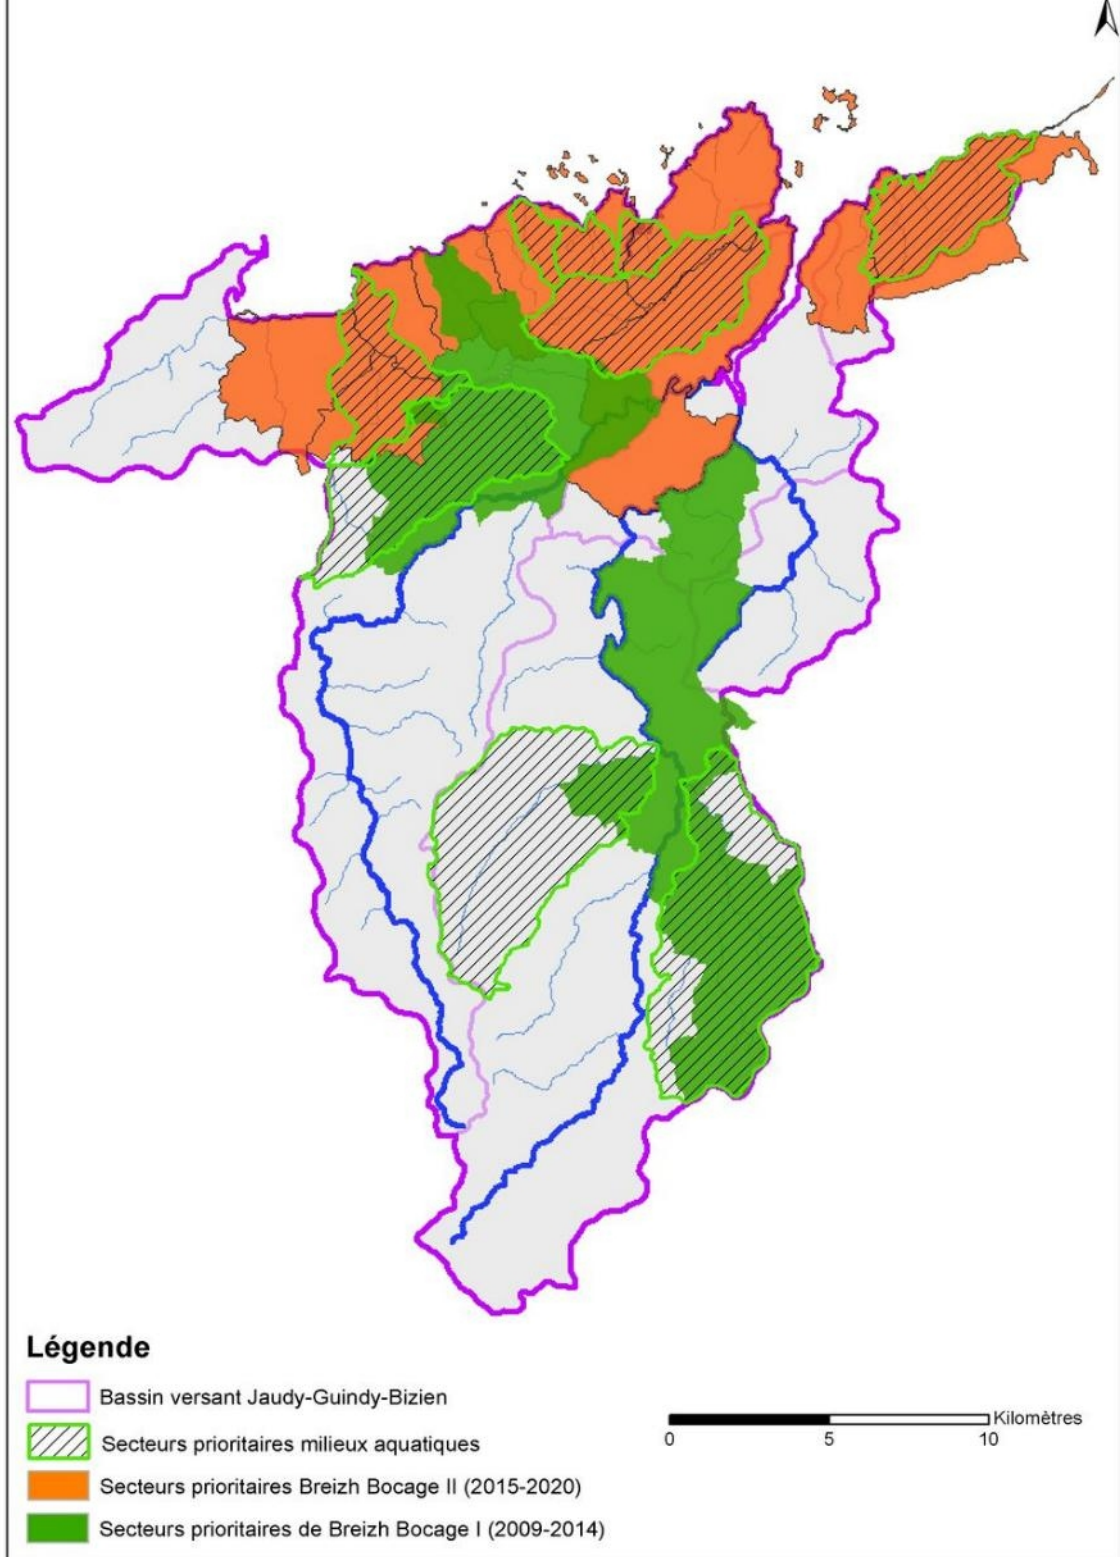 Légende
Bassin versant Jaudy-Guindy-Bizien
Secteurs prioritaires milieux aquatiques
Secteurs prioritaires Breizh Bocage II (2015-2020)
Secteurs prioritaires de Breizh Bocage I (2009-2014)
Kilomètres
0 5 10